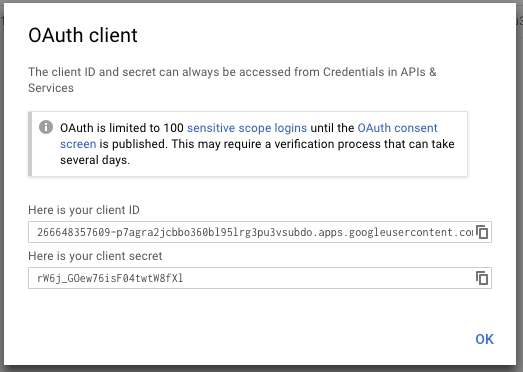 OAuth client
The client ID and secret can always be accessed from Credentials in APIs &
Services
OAuth is limited to 100 sensitive scope logins until the OAuth consent
screen is published. This may require a verification process that can take
several days.
Here is your client ID
266648357609-p7agra2jcbbo360bl95lrg3pu3vsubdo.apps.googleusercontent.co
Here is your client secret
rW6j_GOew76isF04twtW8fXl
OK